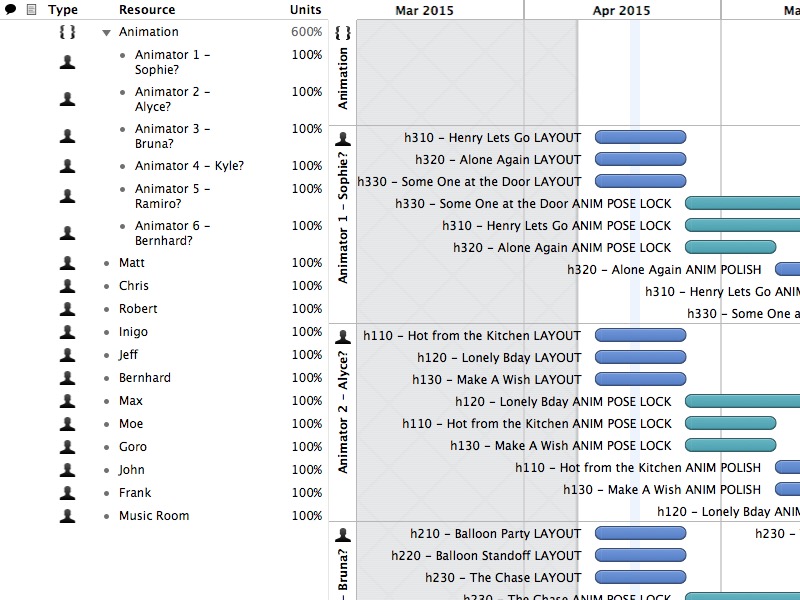 Type Resource Units
Animation 600%
Animator 1 – 100%
Sophie?
Animator 2 – 100%
Alyce?
Animator 3 – 100%
Bruna?
Animator 4 – Kyle? 100%
Animator 5 – 100%
Ramiro?
Animator 6 – 100%
Bernhard?
Matt 100%
Chris 100%
Robert 100%
Inigo 100%
Jeff 100%
Bernhard 100%
Max 100%
Moe 100%
Goro 100%
John 100%
Frank 100%
Music Room 100%
Mar 2015 Apr 2015 Ma
Animation
Animator 1 – Sophie?
h310 – Henry Lets Go LAYOUT
h320 – Alone Again LAYOUT
h330 – Some One at the Door LAYOUT
h330 – Some One at the Door ANIM POSE LOCK
h310 – Henry Lets Go ANIM POSE LOCK
h320 – Alone Again ANIM POSE LOCK
h320 – Alone Again ANIM POLISH
h310 – Henry Lets Go ANIM
h330 – Some One a
Animator 2 – Alyce?
h110 – Hot from the Kitchen LAYOUT
h120 – Lonely Bday LAYOUT
h130 – Make A Wish LAYOUT
h120 – Lonely Bday ANIM POSE LOCK
h110 – Hot from the Kitchen ANIM POSE LOCK
h130 – Make A Wish ANIM POSE LOCK
h110 – Hot from the Kitchen ANIM POLISH
h130 – Make A Wish ANIM POLISH
h120 – Lonely Bday ANIM
– Bruna?
h210 – Balloon Party LAYOUT h230 –
h220 – Balloon Standoff LAYOUT
h230 – The Chase LAYOUT
h230 – The Chase ANIM POSE LOCK